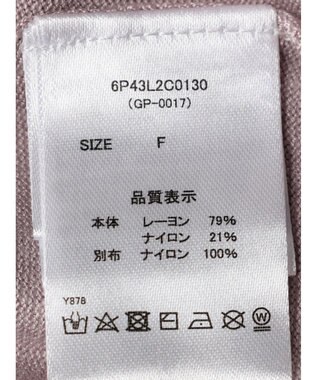 6P43L2C0130
(GP-0017)
SIZE F
品質表示
本体 レーヨン 79%
ナイロン 21%
別布 ナイロン 100%
Y878